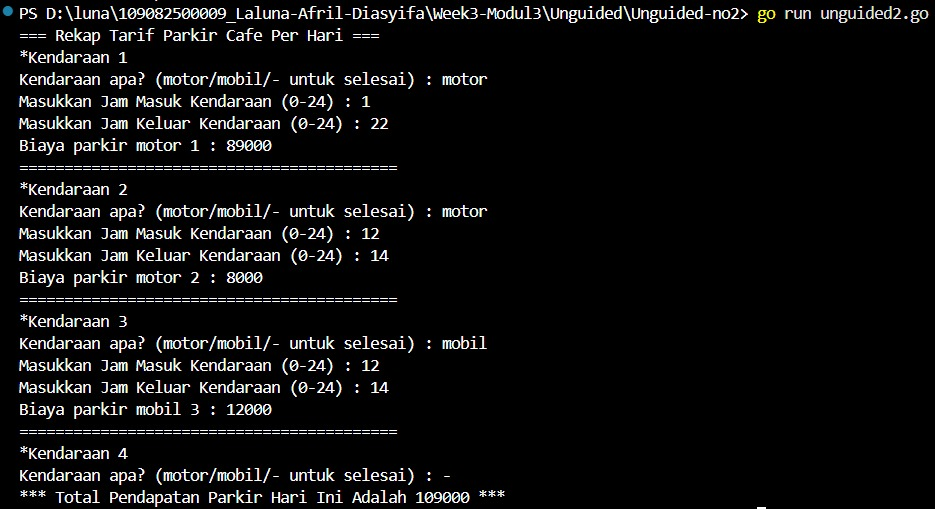 PS D:\luna\109082500009_Laluna-Afril-Diasyifa\Week3-Modul3\Unguided\Unguided-no2> go run unguided2.go
=== Rekap Tarif Parkir Cafe Per Hari ===
*Kendaraan 1
Kendaraan apa? (motor/mobil/- untuk selesai) : motor
Masukkan Jam Masuk Kendaraan (0-24) : 1
Masukkan Jam Keluar Kendaraan (0-24) : 22
Biaya parkir motor 1 : 89000
==========================================
*Kendaraan 2
Kendaraan apa? (motor/mobil/- untuk selesai) : motor
Masukkan Jam Masuk Kendaraan (0-24) : 12
Masukkan Jam Keluar Kendaraan (0-24) : 14
Biaya parkir motor 2 : 8000
==========================================
*Kendaraan 3
Kendaraan apa? (motor/mobil/- untuk selesai) : mobil
Masukkan Jam Masuk Kendaraan (0-24) : 12
Masukkan Jam Keluar Kendaraan (0-24) : 14
Biaya parkir mobil 3 : 12000
==========================================
*Kendaraan 4
Kendaraan apa? (motor/mobil/- untuk selesai) : -
*** Total Pendapatan Parkir Hari Ini Adalah 109000 ***